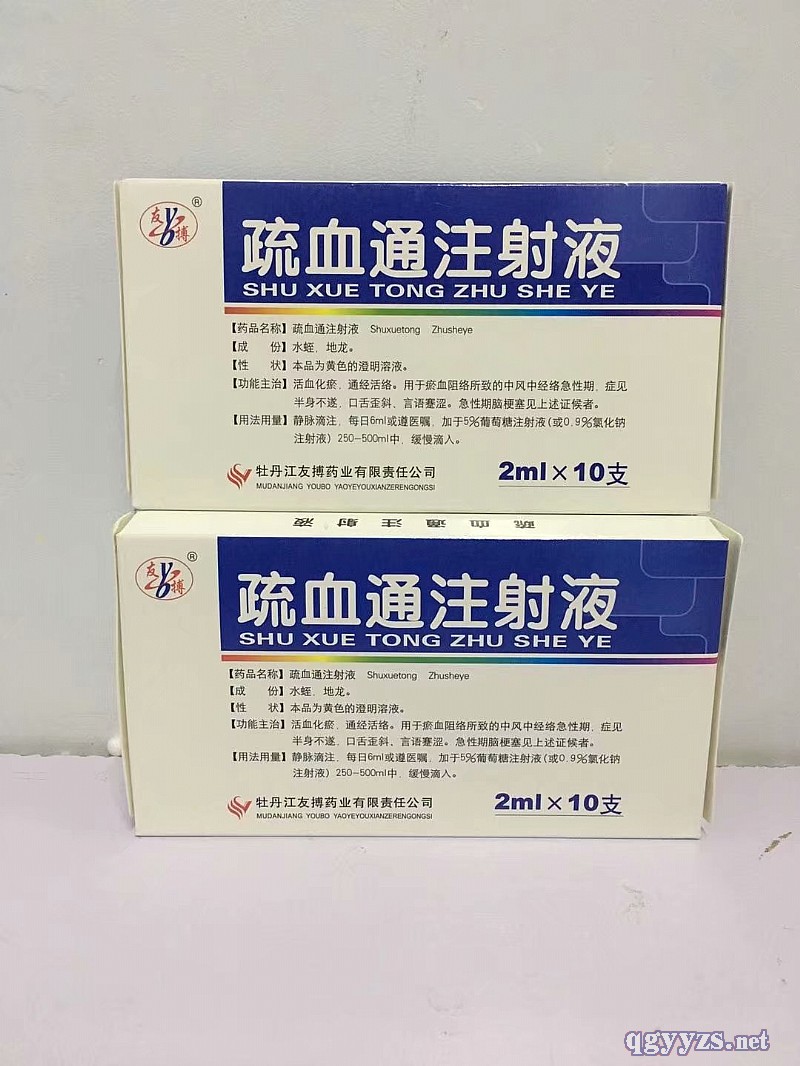 友
搏
yb
®
疏血通注射液
SHU XUE TONG ZHU SHE YE
【药品名称】疏血通注射液 Shuxuetong Zhusheye
【成 份】水蛭、地龙。
【性 状】本品为黄色的澄明溶液。
【功能主治】活血化瘀，通经活络。用于瘀血阻络所致的中风中经络急性期，症见
半身不遂，口舌歪斜、言语蹇涩。急性期脑梗塞见上述证候者。
【用法用量】静脉滴注，每日6ml或遵医嘱，加于5%葡萄糖注射液(或0.9%氯化钠
注射液) 250-500ml中，缓慢滴入。
牡丹江友搏药业有限责任公司
MUDANJIANG YOUBO YAOYEYOUXIANZERENGONGSI
2ml×10支
疏血通注射液
友
搏
yb
®
疏血通注射液
SHU XUE TONG ZHU SHE YE
【药品名称】疏血通注射液 Shuxuetong Zhusheye
【成 份】水蛭、地龙。
【性 状】本品为黄色的澄明溶液。
【功能主治】活血化瘀，通经活络。用于瘀血阻络所致的中风中经络急性期，症见
半身不遂，口舌歪斜、言语蹇涩。急性期脑梗塞见上述证候者。
【用法用量】静脉滴注，每日6ml或遵医嘱，加于5%葡萄糖注射液(或0.9%氯化钠
注射液) 250-500ml中，缓慢滴入。
牡丹江友搏药业有限责任公司
MUDANJIANG YOUBO YAOYEYOUXIANZERENGONGSI
2ml×10支
qgyyzs.net